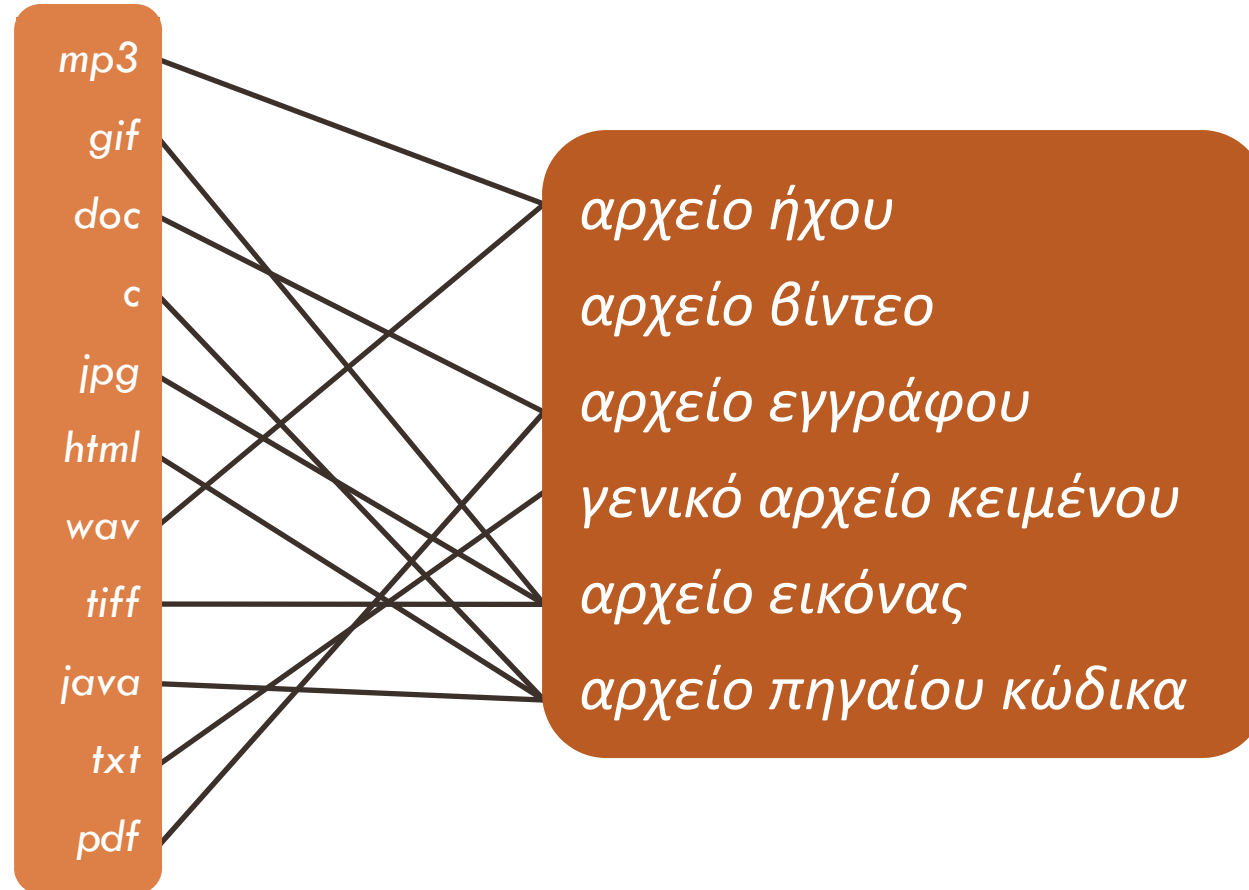 mp3
gif
doc
c
jpg
html
wav
tiff
java
txt
pdf
αρχείο ήχου
αρχείο βίντεο
αρχείο εγγράφου
γενικό αρχείο κειμένου
αρχείο εικόνας
αρχείο πηγαίου κώδικα